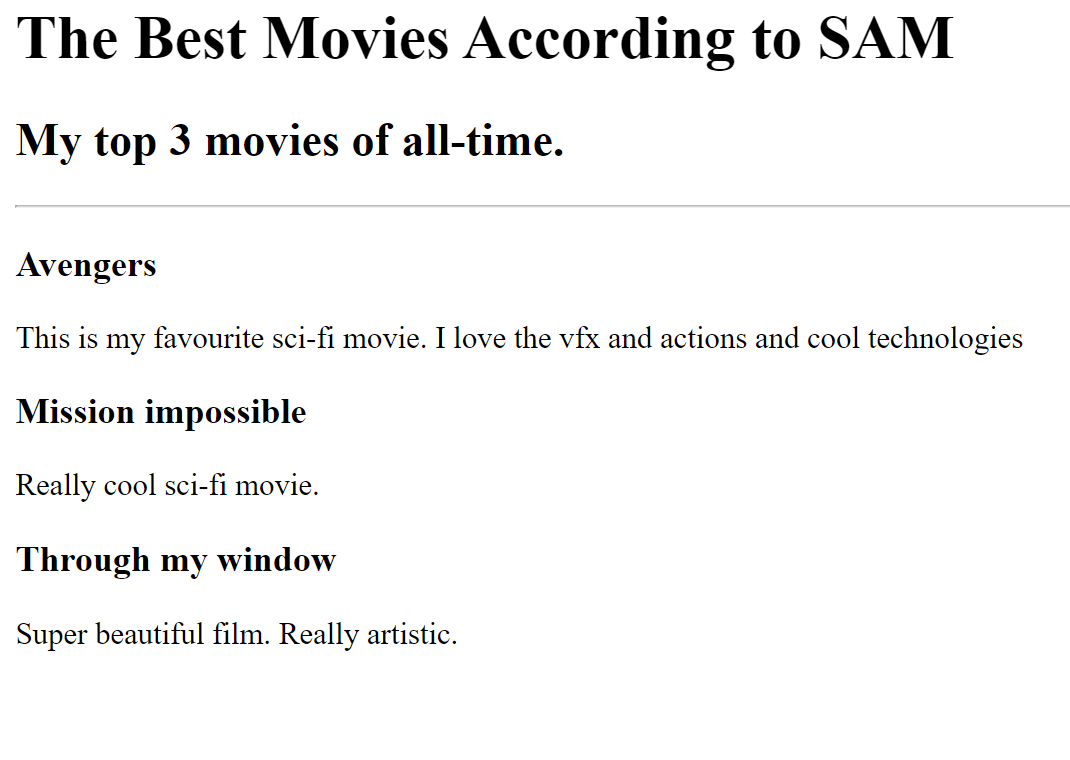 The Best Movies According to SAM
My top 3 movies of all-time.
Avengers
This is my favourite sci-fi movie. I love the vfx and actions and cool technologies
Mission impossible
Really cool sci-fi movie.
Through my window
Super beautiful film. Really artistic.